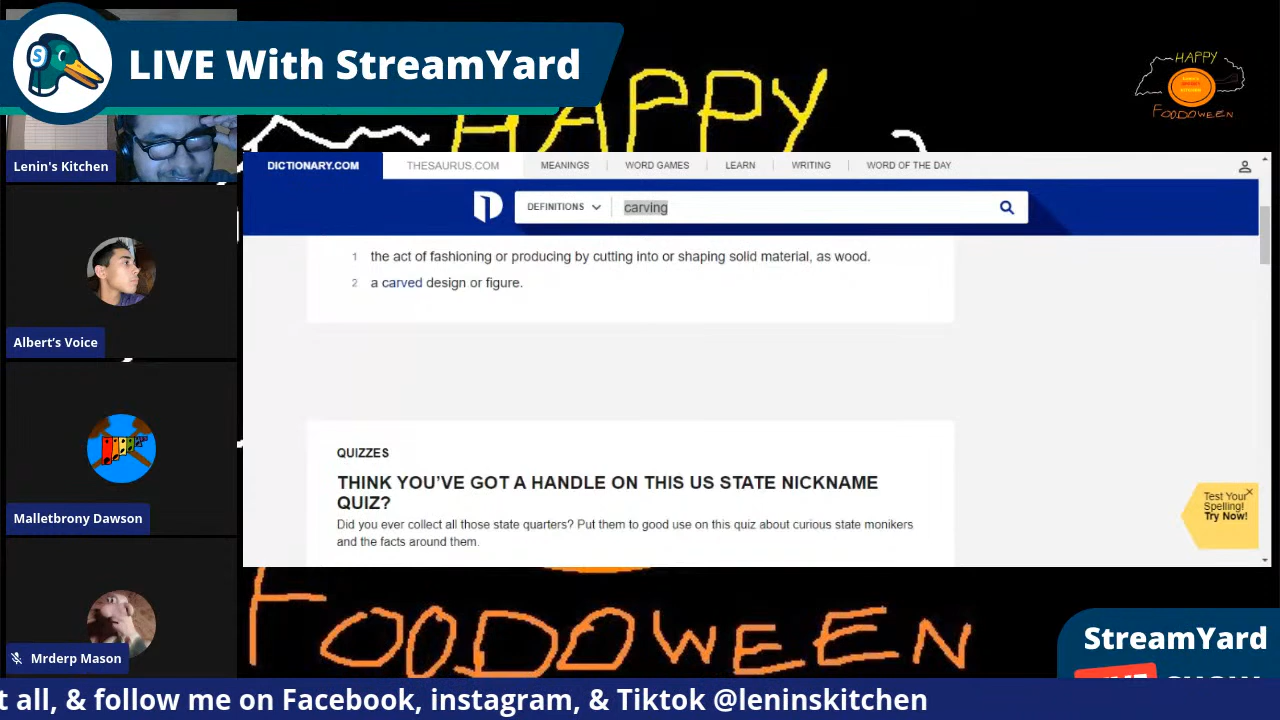 S
LIVE With StreamYard
HAPPY
HAPPY
FOODOWEEN
Lenin's Kitchen
Albert's Voice
Malletbrony Dawson
Mrderp Mason
DICTIONARY.COM
THESAURUS.COM
MEANINGS
WORD GAMES
LEARN
WRITING
WORD OF THE DAY
DEFINITIONS
carving
1 the act of fashioning or producing by cutting into or shaping solid material, as wood.
2 a carved design or figure.
QUIZZES
THINK YOU'VE GOT A HANDLE ON THIS US STATE NICKNAME
QUIZ?
Did you ever collect all those state quarters? Put them to good use on this quiz about curious state monikers
and the facts around them.
Test Your
Spelling!
Try Now!
FOODOWEEN
StreamYard
LIVE SHOW
t all, & follow me on Facebook, instagram, & Tiktok @leninskitchen